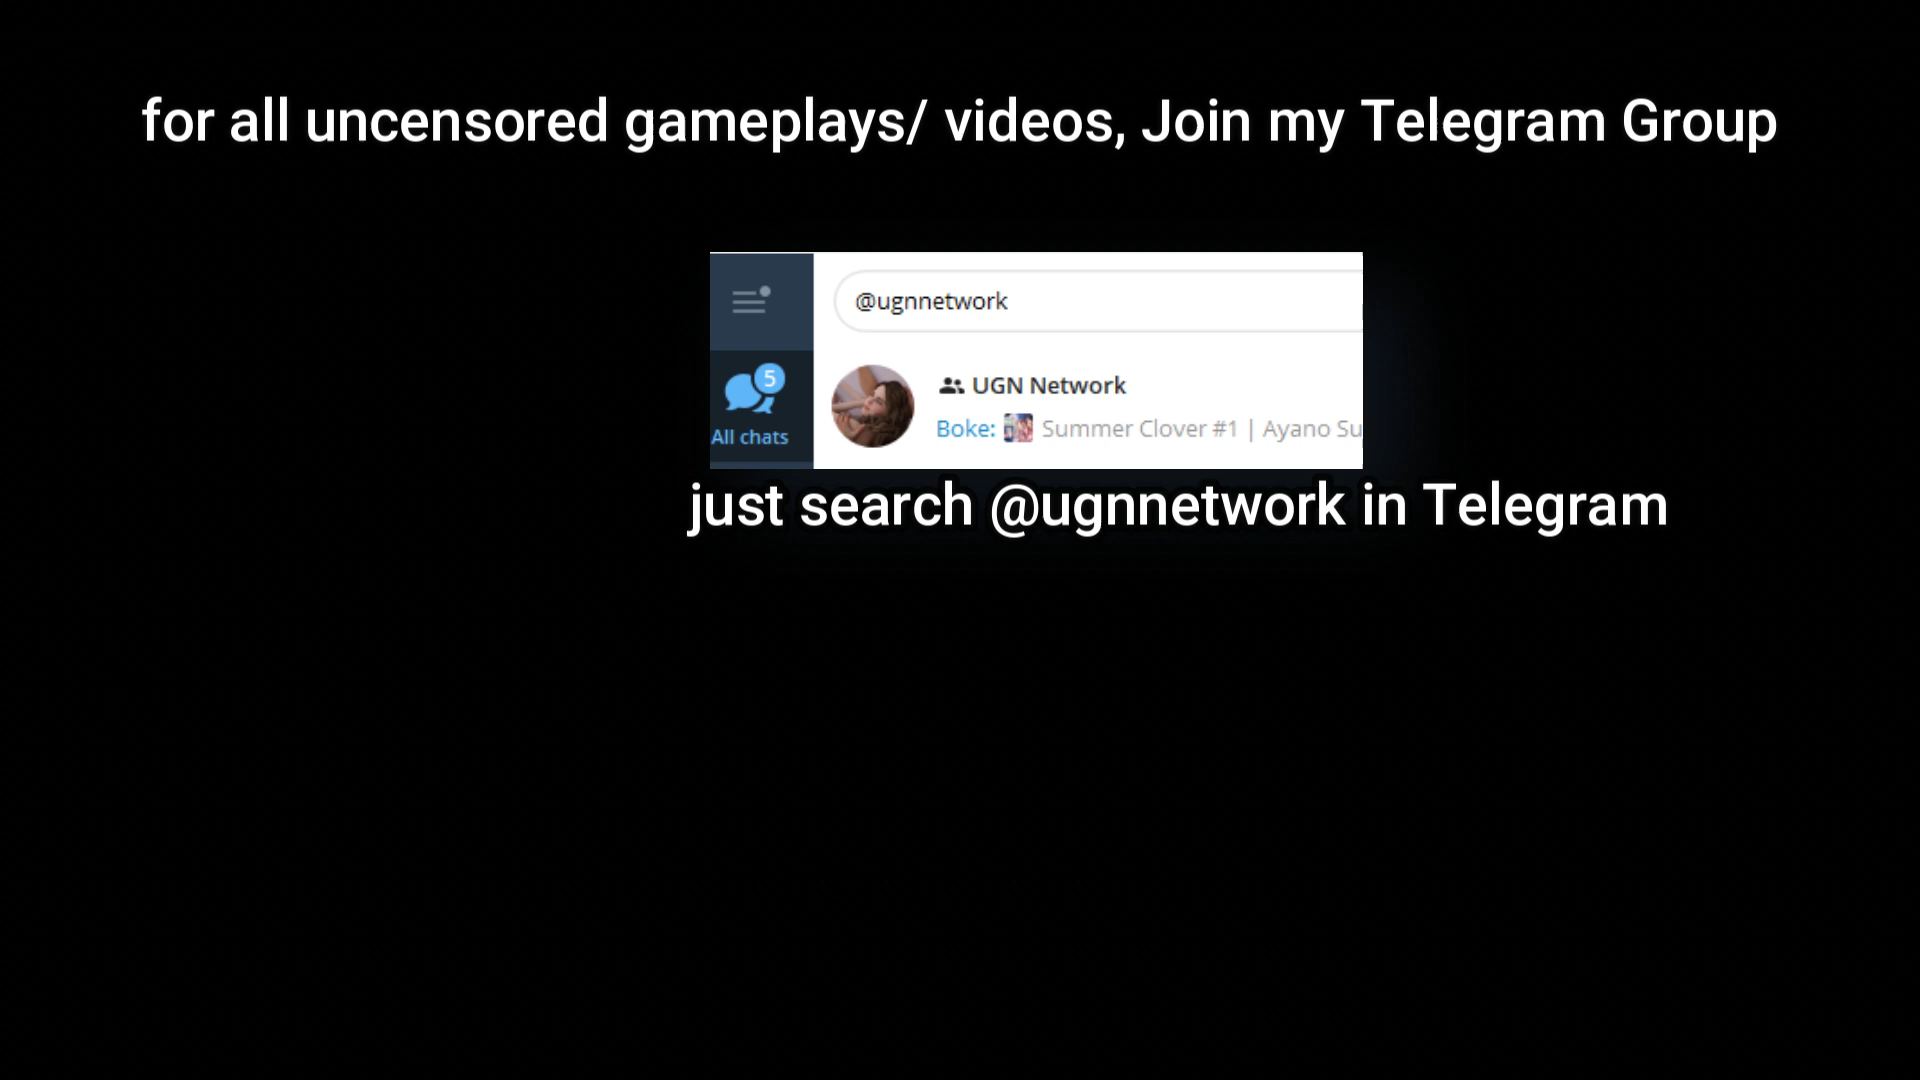 for all uncensored gameplays/ videos, Join my Telegram Group
@ugnnetwork
5
UGN Network
All chats
Boke: Summer Clover #1 | Ayano Su
just search @ugnnetwork in Telegram